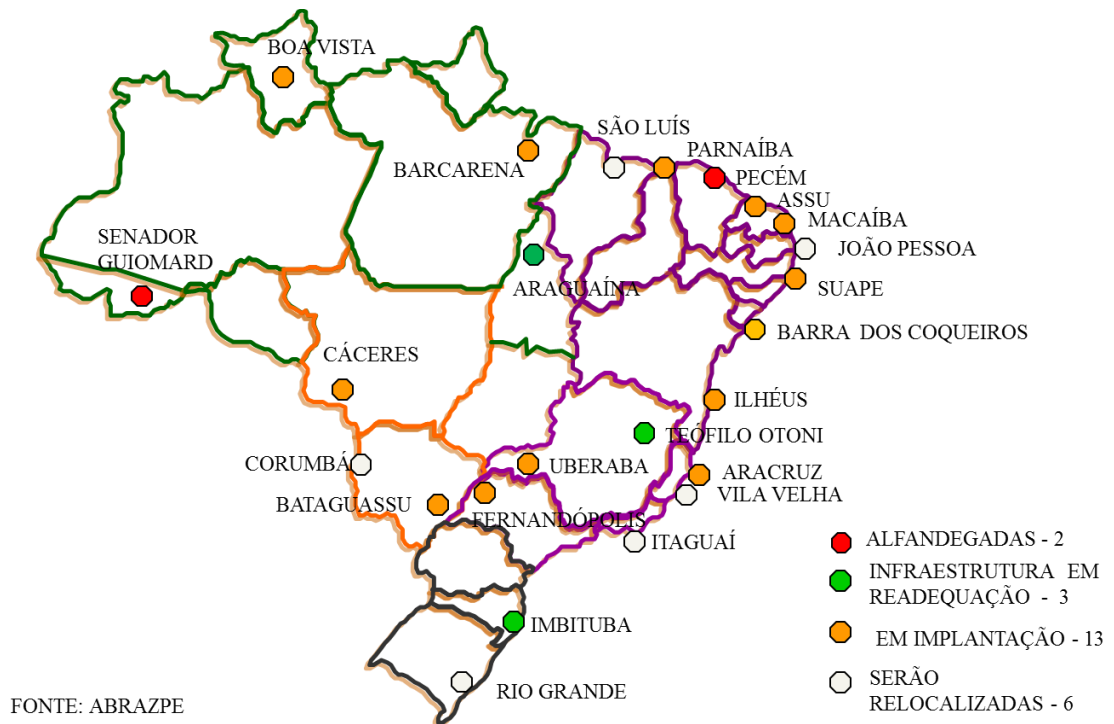 BOA VISTA
SÃO LUÍS
PARNAÍBA
BARCARENA
PECÉM
ASSU
MACAÍBA
SENADOR
GUIOMARD
JOÃO PESSOA
ARAGUAÍNA
SUAPE
BARRA DOS COQUEIROS
CÁCERES
ILHÉUS
TEÓFILO OTONI
CORUMBÁ
UBERABA
ARACRUZ
VILA VELHA
BATAGUASSU
FERNANDÓPOLIS
ITAGUAÍ
IMBITUBA
RIO GRANDE
ALFANDEGADAS - 2
INFRAESTRUTURA EM
READEQUAÇÃO - 3
EM IMPLANTAÇÃO - 13
SERÃO
RELOCALIZADAS - 6
FONTE: ABRAZPE